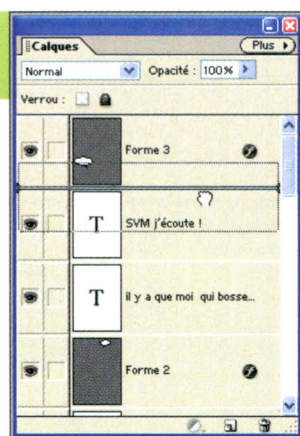 Calques
Plus
Normal
Opacité : 100%
Verrou :
Forme 3
T
SVM j'écoute !
T
il y a que moi qui bosse...
Forme 2